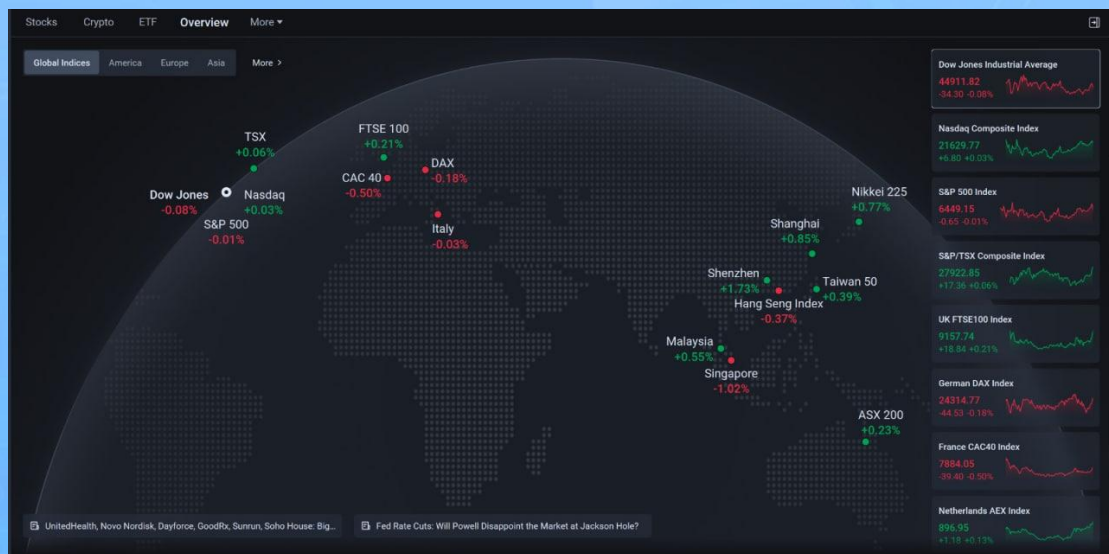 Stocks Crypto ETF Overview More
Global Indices America Europe Asia More >
TSX
+0.06%
Dow Jones
-0.08%
Nasdaq
+0.03%
S&P 500
-0.01%
FTSE 100
+0.21%
CAC 40
-0.50%
DAX
-0.18%
Italy
-0.03%
Nikkei 225
+0.77%
Shanghai
+0.85%
Shenzhen
+1.73%
Taiwan 50
+0.39%
Hang Seng Index
-0.37%
Malaysia
+0.55%
Singapore
-1.02%
ASX 200
+0.23%
UnitedHealth, Novo Nordisk, Dayforce, GoodRx, Sunrun, Soho House: Big...
Fed Rate Cuts: Will Powell Disappoint the Market at Jackson Hole?
Dow Jones Industrial Average
44911.82
-34.30 -0.08%
Nasdaq Composite Index
21629.77
+6.80 +0.03%
S&P 500 Index
6449.15
-0.65 -0.01%
S&P/TSX Composite Index
27922.85
+17.36 +0.06%
UK FTSE100 Index
9157.74
+18.84 +0.21%
German DAX Index
24314.77
-44.53 -0.18%
France CAC40 Index
7884.05
-39.40 -0.50%
Netherlands AEX Index
896.95
+1.18 +0.13%